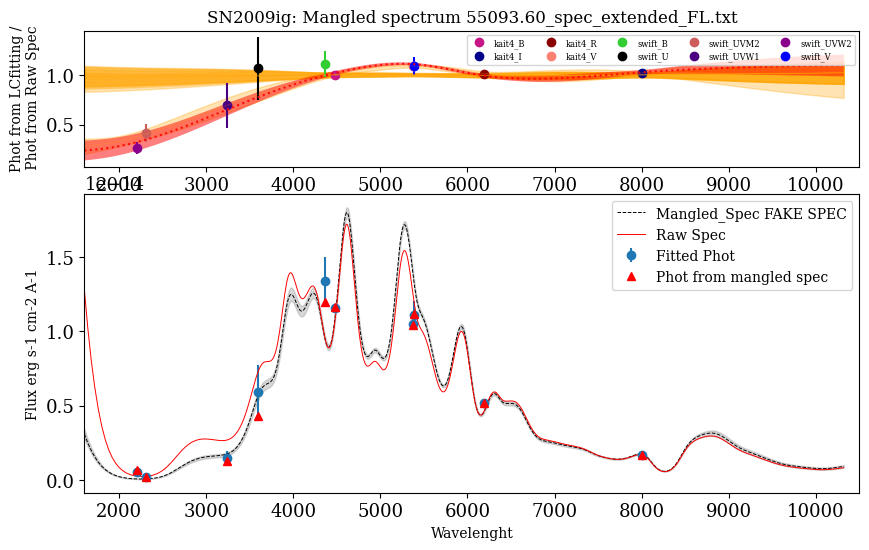 SN2009ig: Mangled spectrum 55093.60_spec_extended_FL.txt
Phot from LCfitting /
Phot from Raw Spec
1.0
0.5
kait4_B kait4_R swift_B swift_UVM2 swift_UVW2
kait4_I kait4_V swift_U swift_UVW1 swift_V
2000 3000 4000 5000 6000 7000 8000 9000 10000
1e−14
Flux erg s-1 cm-2 A-1
1.5
1.0
0.5
0.0
Mangled_Spec FAKE SPEC
Raw Spec
Fitted Phot
Phot from mangled spec
2000 3000 4000 5000 6000 7000 8000 9000 10000
Wavelenght